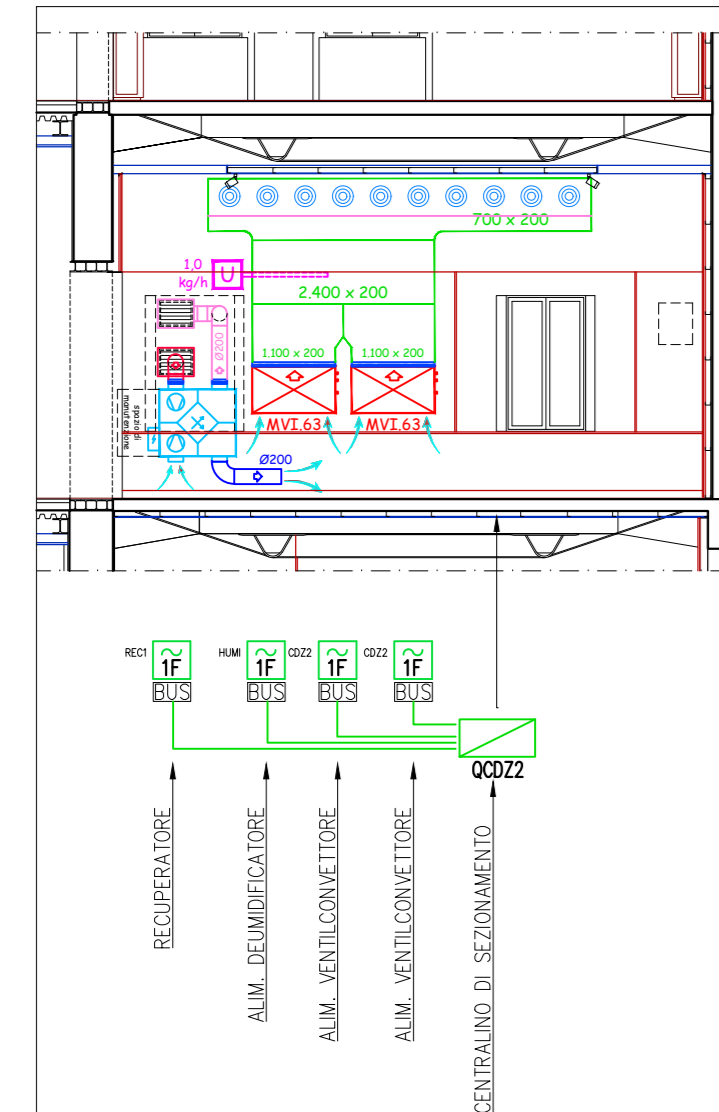 700 x 200
1,0
kg/h
U
2.400 x 200
Ø200
1.100 x 200
1.100 x 200
MVI.63
MVI.63
spazio di
manutenzione
Ø200
REC1
1F
BUS
HUMI
1F
BUS
CDZ2
1F
BUS
CDZ2
1F
BUS
QCDZ2
RECUPERATORE
ALIM. DEUMIDIFICATORE
ALIM. VENTILCONVETTORE
ALIM. VENTILCONVETTORE
CENTRALINO DI SEZIONAMENTO